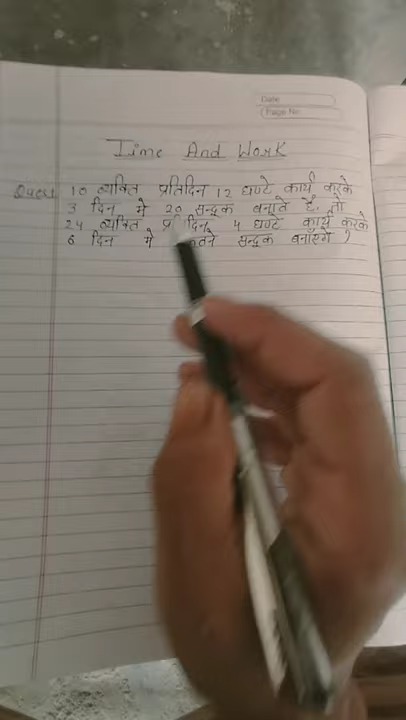 Date
Page No
Time And Work
Ques1. 10 व्यक्ति प्रतिदिन 12 घण्टे कार्य करके
3 दिन मे 20 सन्दूक बनाते हैं, तो
24 व्यक्ति 4 घण्टे कार्य करके
6 दिन मे सन्दूक बनाएंगे ?